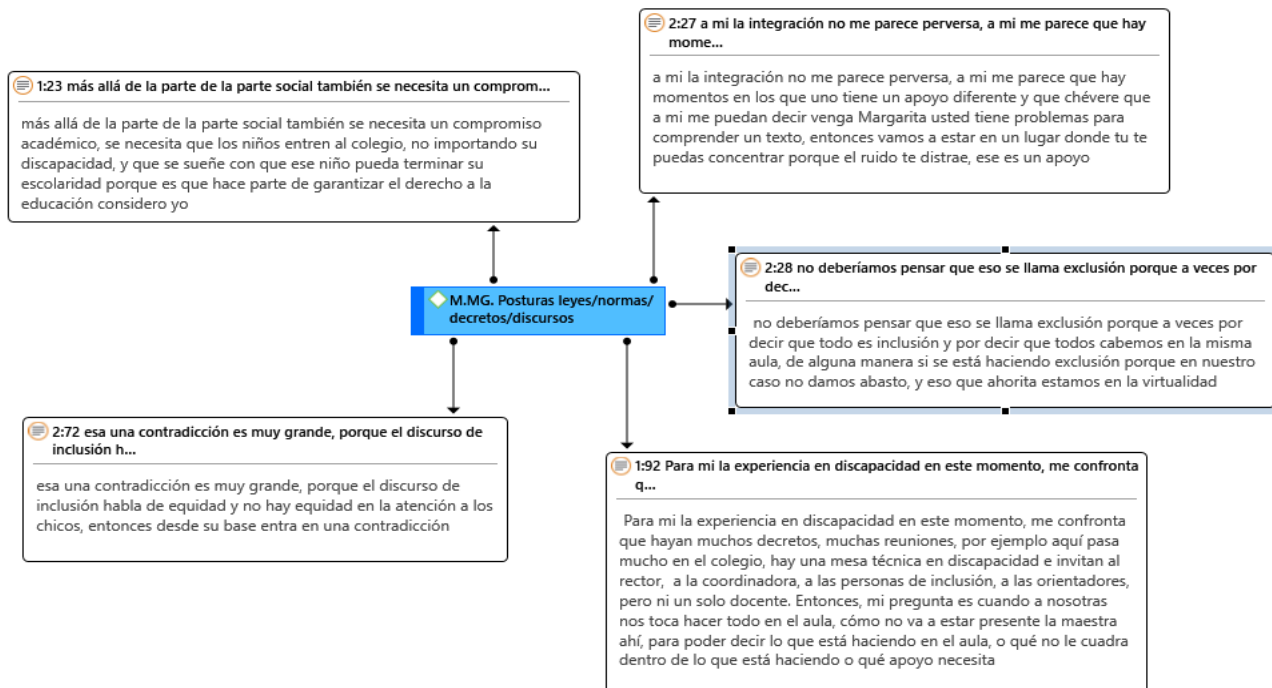 2:27 a mi la integración no me parece perversa, a mi me parece que hay
mome...
a mi la integración no me parece perversa, a mi me parece que hay
momentos en los que uno tiene un apoyo diferente y que chévere que
a mi me puedan decir venga Margarita usted tiene problemas para
comprender un texto, entonces vamos a estar en un lugar donde tu te
puedas concentrar porque el ruido te distrae, ese es un apoyo
1:23 más allá de la parte de la parte social también se necesita un comprom...
más allá de la parte de la parte social también se necesita un compromiso
académico, se necesita que los niños entren al colegio, no importando su
discapacidad, y que se sueñe con que ese niño pueda terminar su
escolaridad porque es que hace parte de garantizar el derecho a la
educación considero yo
2:28 no deberíamos pensar que eso se llama exclusión porque a veces por
dec...
no deberíamos pensar que eso se llama exclusión porque a veces por
decir que todo es inclusión y por decir que todos cabemos en la misma
aula, de alguna manera si se está haciendo exclusión porque en nuestro
caso no damos abasto, y eso que ahorita estamos en la virtualidad
M.MG. Posturas leyes/normas/
decretos/discursos
2:72 esa una contradicción es muy grande, porque el discurso de
inclusión h...
esa una contradicción es muy grande, porque el discurso de
inclusión habla de equidad y no hay equidad en la atención a los
chicos, entonces desde su base entra en una contradicción
1:92 Para mi la experiencia en discapacidad en este momento, me confronta
q...
Para mi la experiencia en discapacidad en este momento, me confronta
que hayan muchos decretos, muchas reuniones, por ejemplo aquí pasa
mucho en el colegio, hay una mesa técnica en discapacidad e invitan al
rector, a la coordinadora, a las personas de inclusión, a las orientadores,
pero ni un solo docente. Entonces, mi pregunta es cuando a nosotras
nos toca hacer todo en el aula, cómo no va a estar presente la maestra
ahí, para poder decir lo que está haciendo en el aula, o qué no le cuadra
dentro de lo que está haciendo o qué apoyo necesita